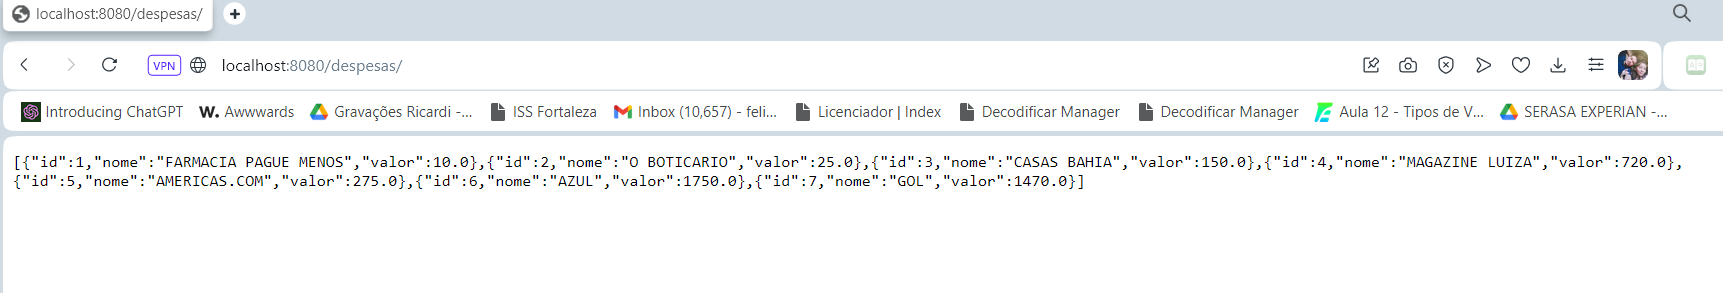 localhost:8080/despesas/
VPN localhost:8080/despesas/
Introducing ChatGPT W. Awwwards Gravações Ricardi -... ISS Fortaleza Inbox (10,657) - feli... Licenciador | Index Decodificar Manager Decodificar Manager Aula 12 - Tipos de V... SERASA EXPERIAN -...
[{"id":1,"nome":"FARMACIA PAGUE MENOS","valor":10.0},{"id":2,"nome":"O BOTICARIO","valor":25.0},{"id":3,"nome":"CASAS BAHIA","valor":150.0},{"id":4,"nome":"MAGAZINE LUIZA","valor":720.0},
{"id":5,"nome":"AMERICAS.COM","valor":275.0},{"id":6,"nome":"AZUL","valor":1750.0},{"id":7,"nome":"GOL","valor":1470.0}]